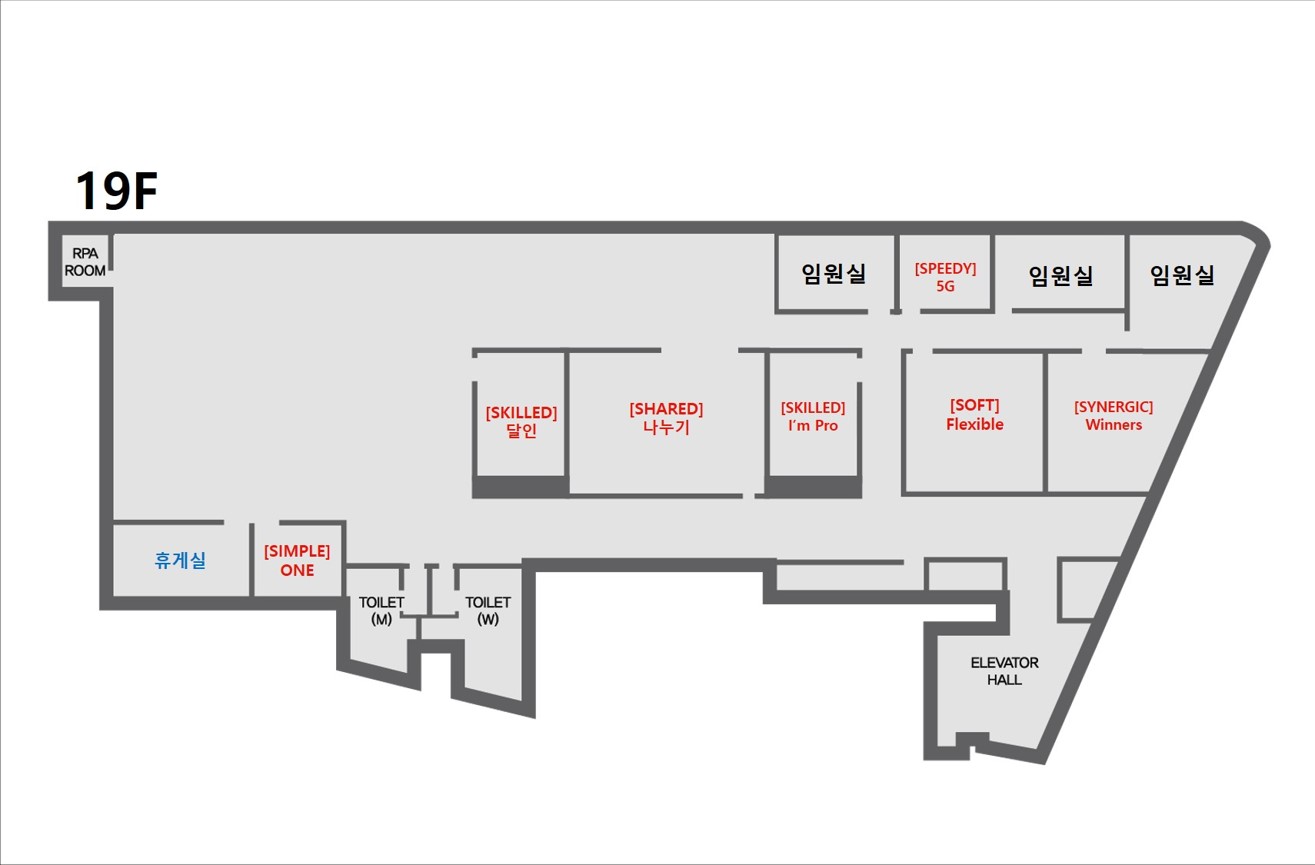 19F
RPA
ROOM
임원실
[SPEEDY]
5G
임원실
임원실
[SKILLED]
달인
[SHARED]
나누기
[SKILLED]
I'm Pro
[SOFT]
Flexible
[SYNERGIC]
Winners
휴게실
[SIMPLE]
ONE
TOILET
(M)
TOILET
(W)
ELEVATOR
HALL